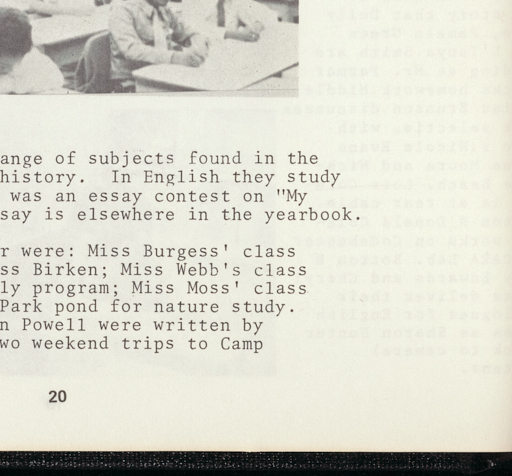 ange of subjects found in the
history. In English they study
was an essay contest on "My
say is elsewhere in the yearbook.
r were: Miss Burgess' class
ss Birken; Miss Webb's class
ly program; Miss Moss' class
Park pond for nature study.
n Powell were written by
wo weekend trips to Camp
20